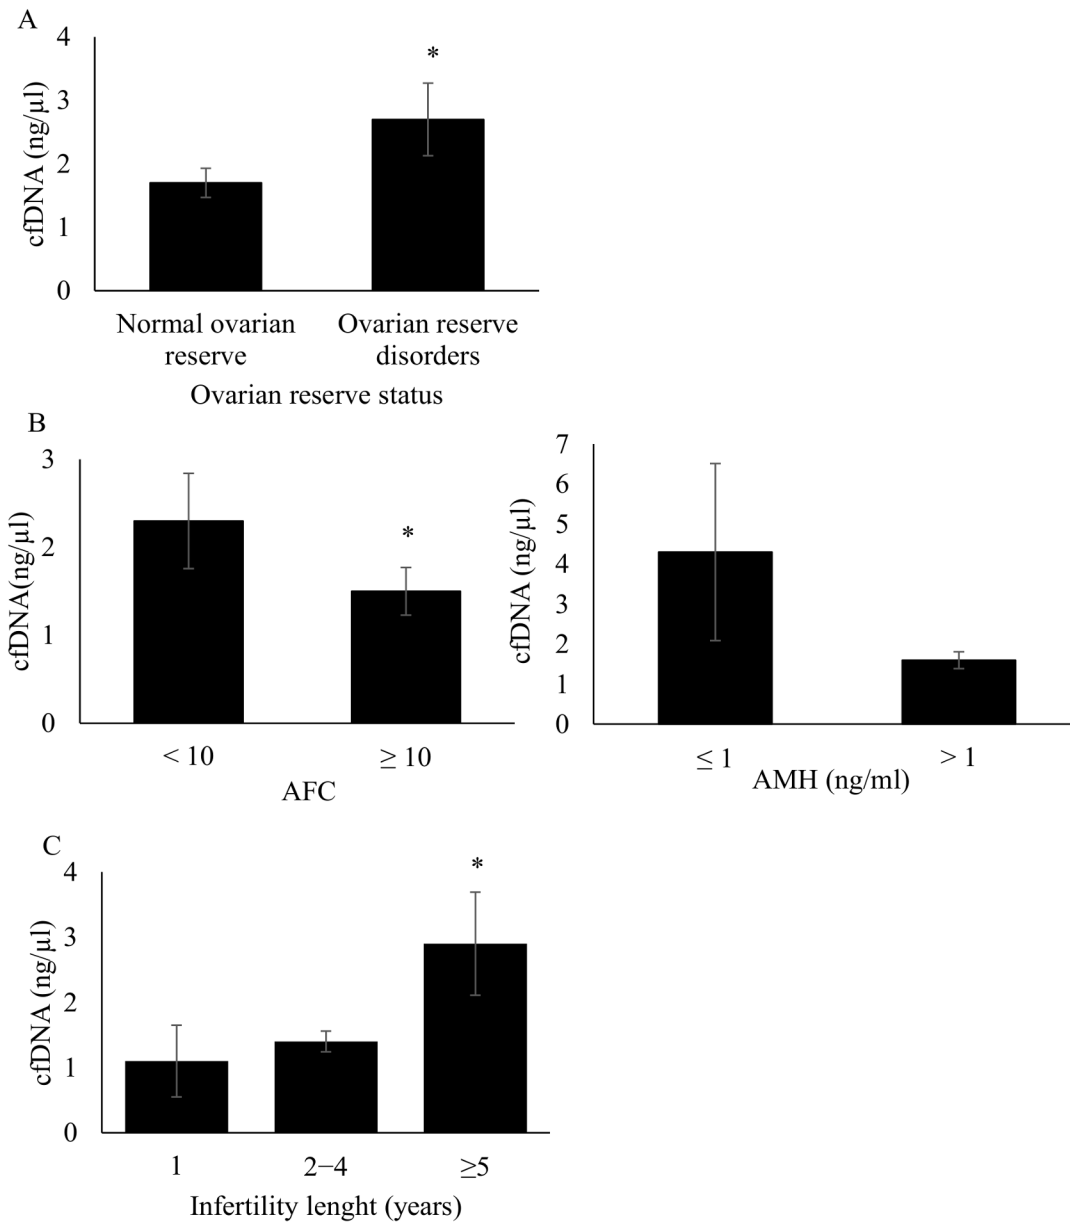 A
cfDNA (ng/µl)
4
3
2
1
0
*
Normal ovarian
reserve
Ovarian reserve
disorders
Ovarian reserve status
B
cfDNA(ng/µl)
3
2
1
0
*
< 10
≥ 10
AFC
cfDNA (ng/µl)
7
6
5
4
3
2
1
0
≤ 1
> 1
AMH (ng/ml)
C
cfDNA (ng/µl)
4
3
2
1
0
*
1
2−4
≥5
Infertility lenght (years)